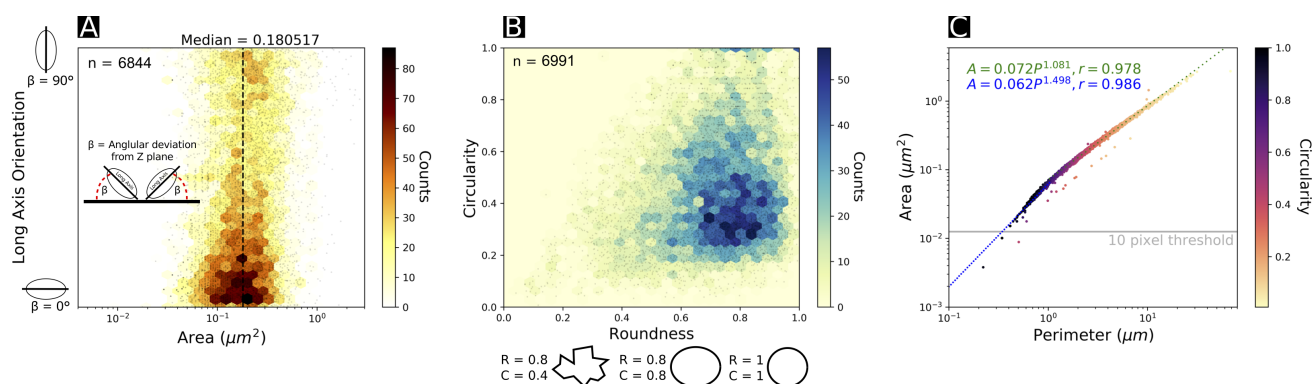 A
Median = 0.180517
n = 6844
β = 90°
β = Anglular deviation
from Z plane
Long Axis
Long Axis
β
β
Long Axis Orientation
β = 0°
10⁻² 10⁻¹ 10⁰
Area (μm²)
80
70
60
50
40
30
20
10
0
Counts
B
n = 6991
1.0
0.8
0.6
0.4
0.2
0.0
Circularity
0.0 0.2 0.4 0.6 0.8 1.0
Roundness
R = 0.8
C = 0.4
R = 0.8
C = 0.8
R = 1
C = 1
50
40
30
20
10
0
Counts
C
A = 0.072P^1.081, r = 0.978
A = 0.062P^1.498, r = 0.986
10⁰
10⁻¹
10⁻²
10⁻³
Area (μm²)
10 pixel threshold
10⁻¹ 10⁰ 10¹
Perimeter (μm)
1.0
0.8
0.6
0.4
0.2
Circularity